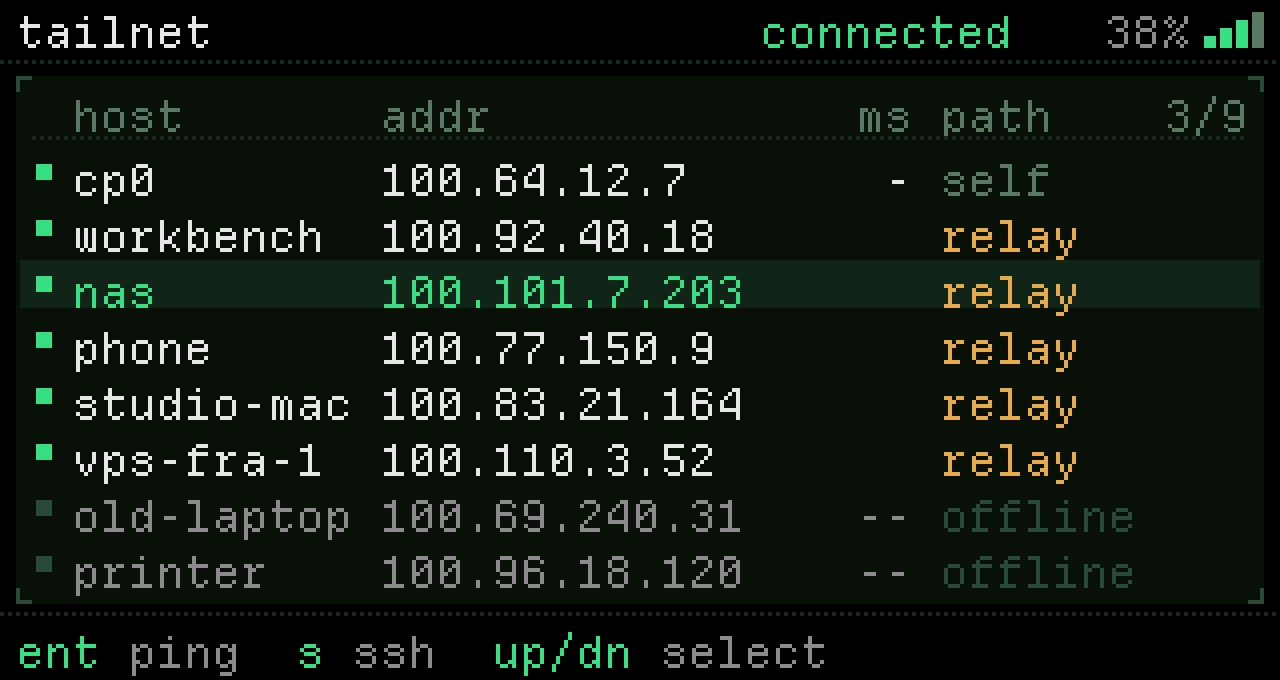 tailnet connected 38%
host addr ms path 3/9
cp0 100.64.12.7 - self
workbench 100.92.40.18 relay
nas 100.101.7.203 relay
phone 100.77.150.9 relay
studio-mac 100.83.21.164 relay
vps-fra-1 100.110.3.52 relay
old-laptop 100.69.240.31 -- offline
printer 100.96.18.120 -- offline
ent ping s ssh up/dn select